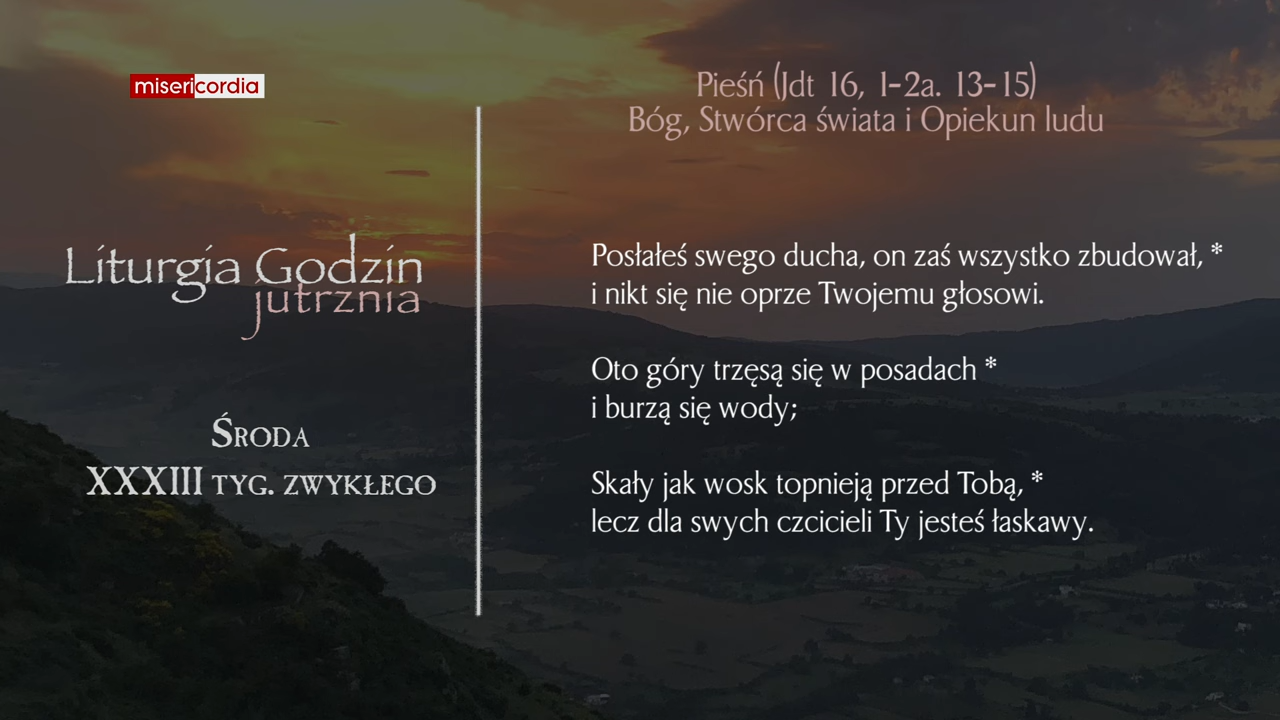 misericordia
Liturgia Godzin
jutrznia
Środa
XXXIII tyg. zwykłego
Pieśń (Jdt 16, 1-2a. 13-15)
Bóg, Stwórca świata i Opiekun ludu
Posłałeś swego ducha, on zaś wszystko zbudował, *
i nikt się nie oprze Twojemu głosowi.
Oto góry trzęsą się w posadach *
i burzą się wody;
Skały jak wosk topnieją przed Tobą, *
lecz dla swych czcicieli Ty jesteś łaskawy.